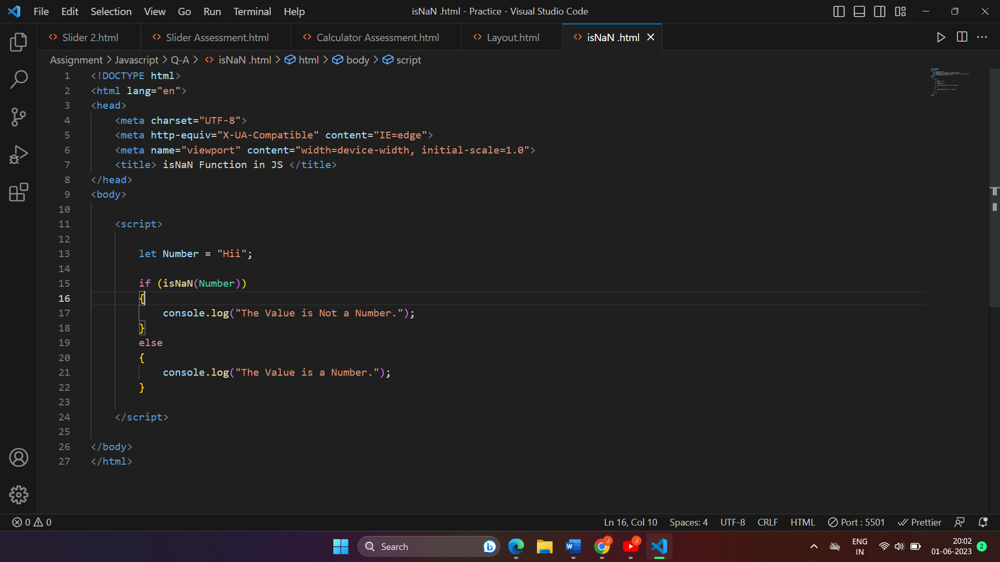 File Edit Selection View Go Run Terminal Help isNaN .html - Practice - Visual Studio Code
Slider 2.html Slider Assessment.html Calculator Assessment.html Layout.html isNaN .html
Assignment > Javascript > Q-A > isNaN .html > html > body > script
1 <!DOCTYPE html>
2 <html lang="en">
3 <head>
4 <meta charset="UTF-8">
5 <meta http-equiv="X-UA-Compatible" content="IE=edge">
6 <meta name="viewport" content="width=device-width, initial-scale=1.0">
7 <title> isNaN Function in JS </title>
8 </head>
9 <body>
10
11 <script>
12
13 let Number = "Hii";
14
15 if (isNaN(Number))
16 {
17 console.log("The Value is Not a Number.");
18 }
19 else
20 {
21 console.log("The Value is a Number.");
22 }
23
24 </script>
25
26 </body>
27 </html>
0 0 Ln 16, Col 10 Spaces: 4 UTF-8 CRLF HTML Port : 5501 Prettier
Search W J J ENG IN 20:02 01-06-2023 2